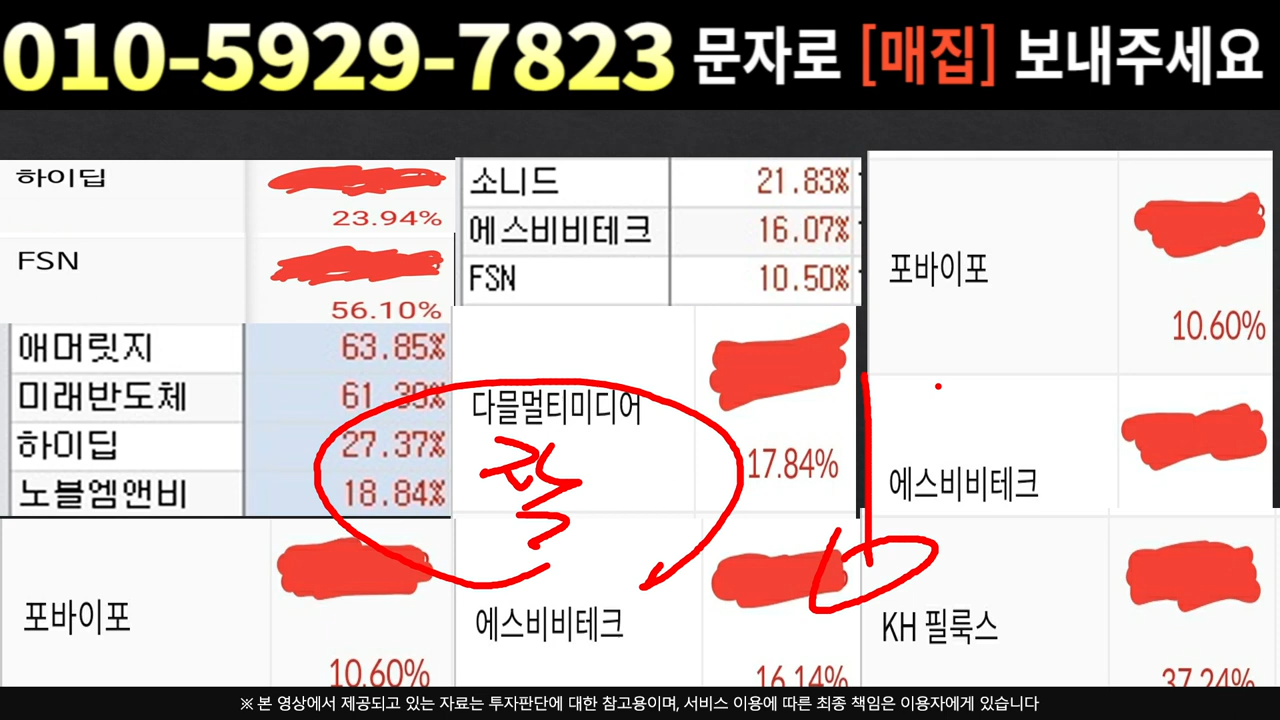 010-5929-7823 문자로 [매집] 보내주세요
하이딥
23.94%
FSN
56.10%
애머릿지 63.85%
미래반도체 61.39%
하이딥 27.37%
노블엠앤비 18.84%
포바이포
10.60%
소니드 21.83%
에스비비테크 16.07%
FSN 10.50%
다믈멀티미디어
17.84%
에스비비테크
16.14%
포바이포
10.60%
에스비비테크
KH 필룩스
37.24%
※ 본 영상에서 제공되고 있는 자료는 투자판단에 대한 참고용이며, 서비스 이용에 따른 최종 책임은 이용자에게 있습니다